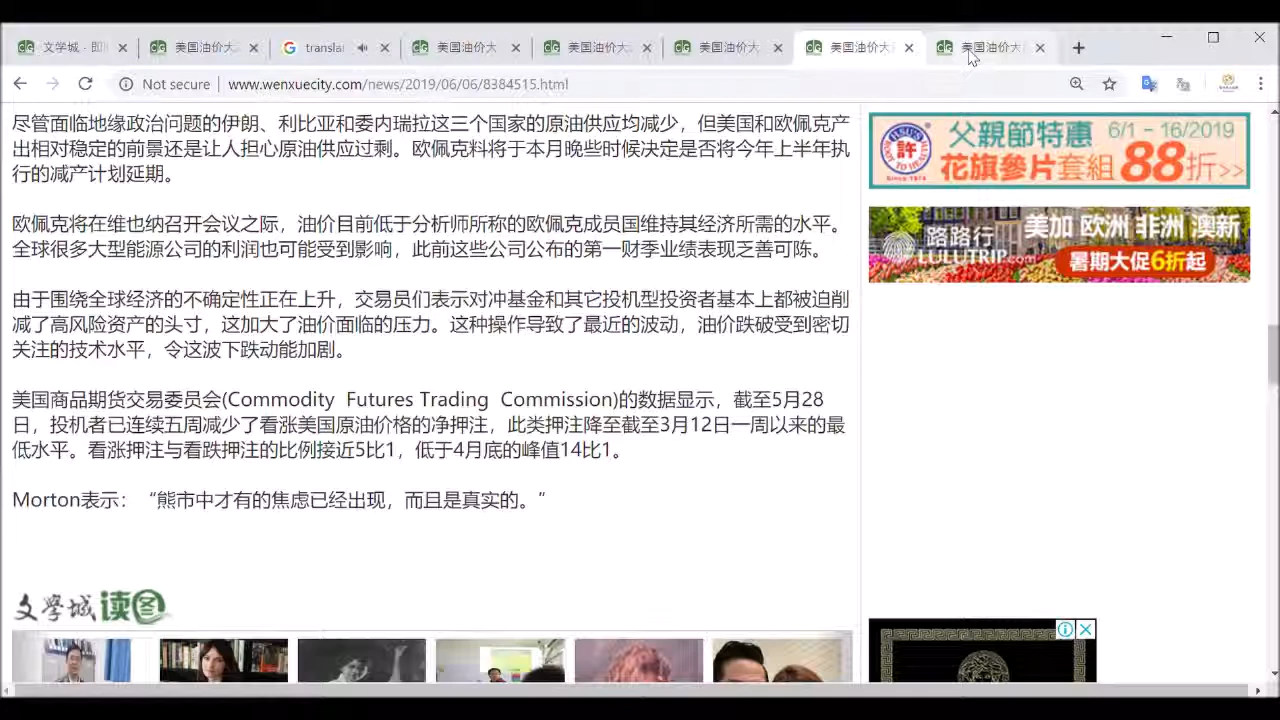 文学城 - 即
美国油价大
translat
美国油价大
美国油价大
美国油价大
美国油价大
美国油价大
Not secure | www.wenxuecity.com/news/2019/06/06/8384515.html
尽管面临地缘政治问题的伊朗、利比亚和委内瑞拉这三个国家的原油供应均减少，但美国和欧佩克产
出相对稳定的前景还是让人担心原油供应过剩。欧佩克料将于本月晚些时候决定是否将今年上半年执
行的减产计划延期。
欧佩克将在维也纳召开会议之际，油价目前低于分析师所称的欧佩克成员国维持其经济所需的水平。
全球很多大型能源公司的利润也可能受到影响，此前这些公司公布的第一财季业绩表现乏善可陈。
由于围绕全球经济的不确定性正在上升，交易员们表示对冲基金和其它投机型投资者基本上都被迫削
减了高风险资产的头寸，这加大了油价面临的压力。这种操作导致了最近的波动，油价跌破受到密切
关注的技术水平，令这波下跌动能加剧。
美国商品期货交易委员会(Commodity Futures Trading Commission)的数据显示，截至5月28
日，投机者已连续五周减少了看涨美国原油价格的净押注，此类押注降至截至3月12日一周以来的最
低水平。看涨押注与看跌押注的比例接近5比1，低于4月底的峰值14比1。
Morton表示：“熊市中才有的焦虑已经出现，而且是真实的。”
文學城读图
許
父親節特惠 6/1 - 16/2019
花旗參片套組88折>>
路路行
LULUTRIP.com
美加 欧洲 非洲 澳新
暑期大促6折起